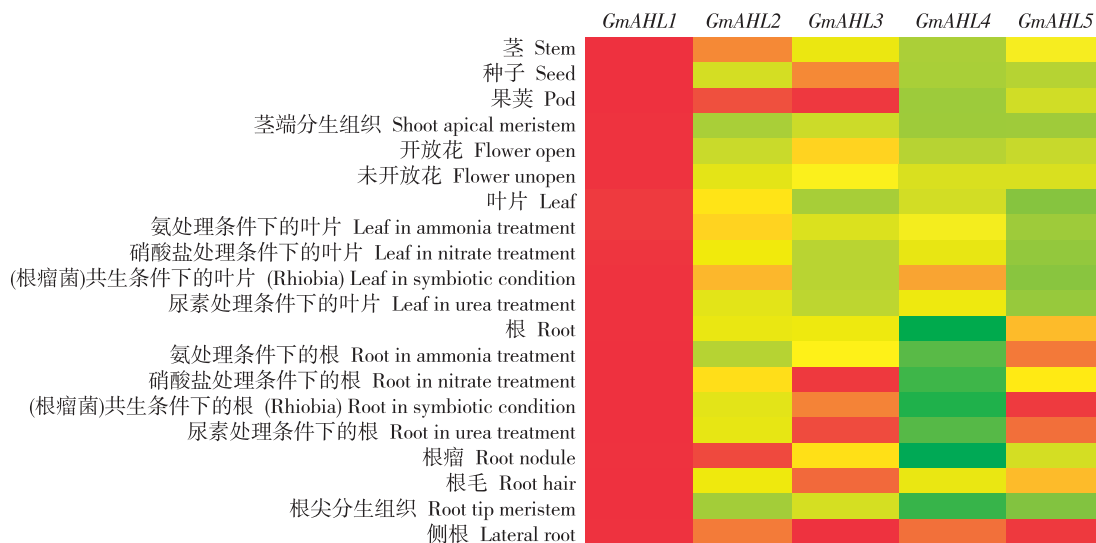 GmAHL1 GmAHL2 GmAHL3 GmAHL4 GmAHL5
茎 Stem
种子 Seed
果荚 Pod
茎端分生组织 Shoot apical meristem
开放花 Flower open
未开放花 Flower unopen
叶片 Leaf
氨处理条件下的叶片 Leaf in ammonia treatment
硝酸盐处理条件下的叶片 Leaf in nitrate treatment
(根瘤菌)共生条件下的叶片 (Rhiobia) Leaf in symbiotic condition
尿素处理条件下的叶片 Leaf in urea treatment
根 Root
氨处理条件下的根 Root in ammonia treatment
硝酸盐处理条件下的根 Root in nitrate treatment
(根瘤菌)共生条件下的根 (Rhiobia) Root in symbiotic condition
尿素处理条件下的根 Root in urea treatment
根瘤 Root nodule
根毛 Root hair
根尖分生组织 Root tip meristem
侧根 Lateral root